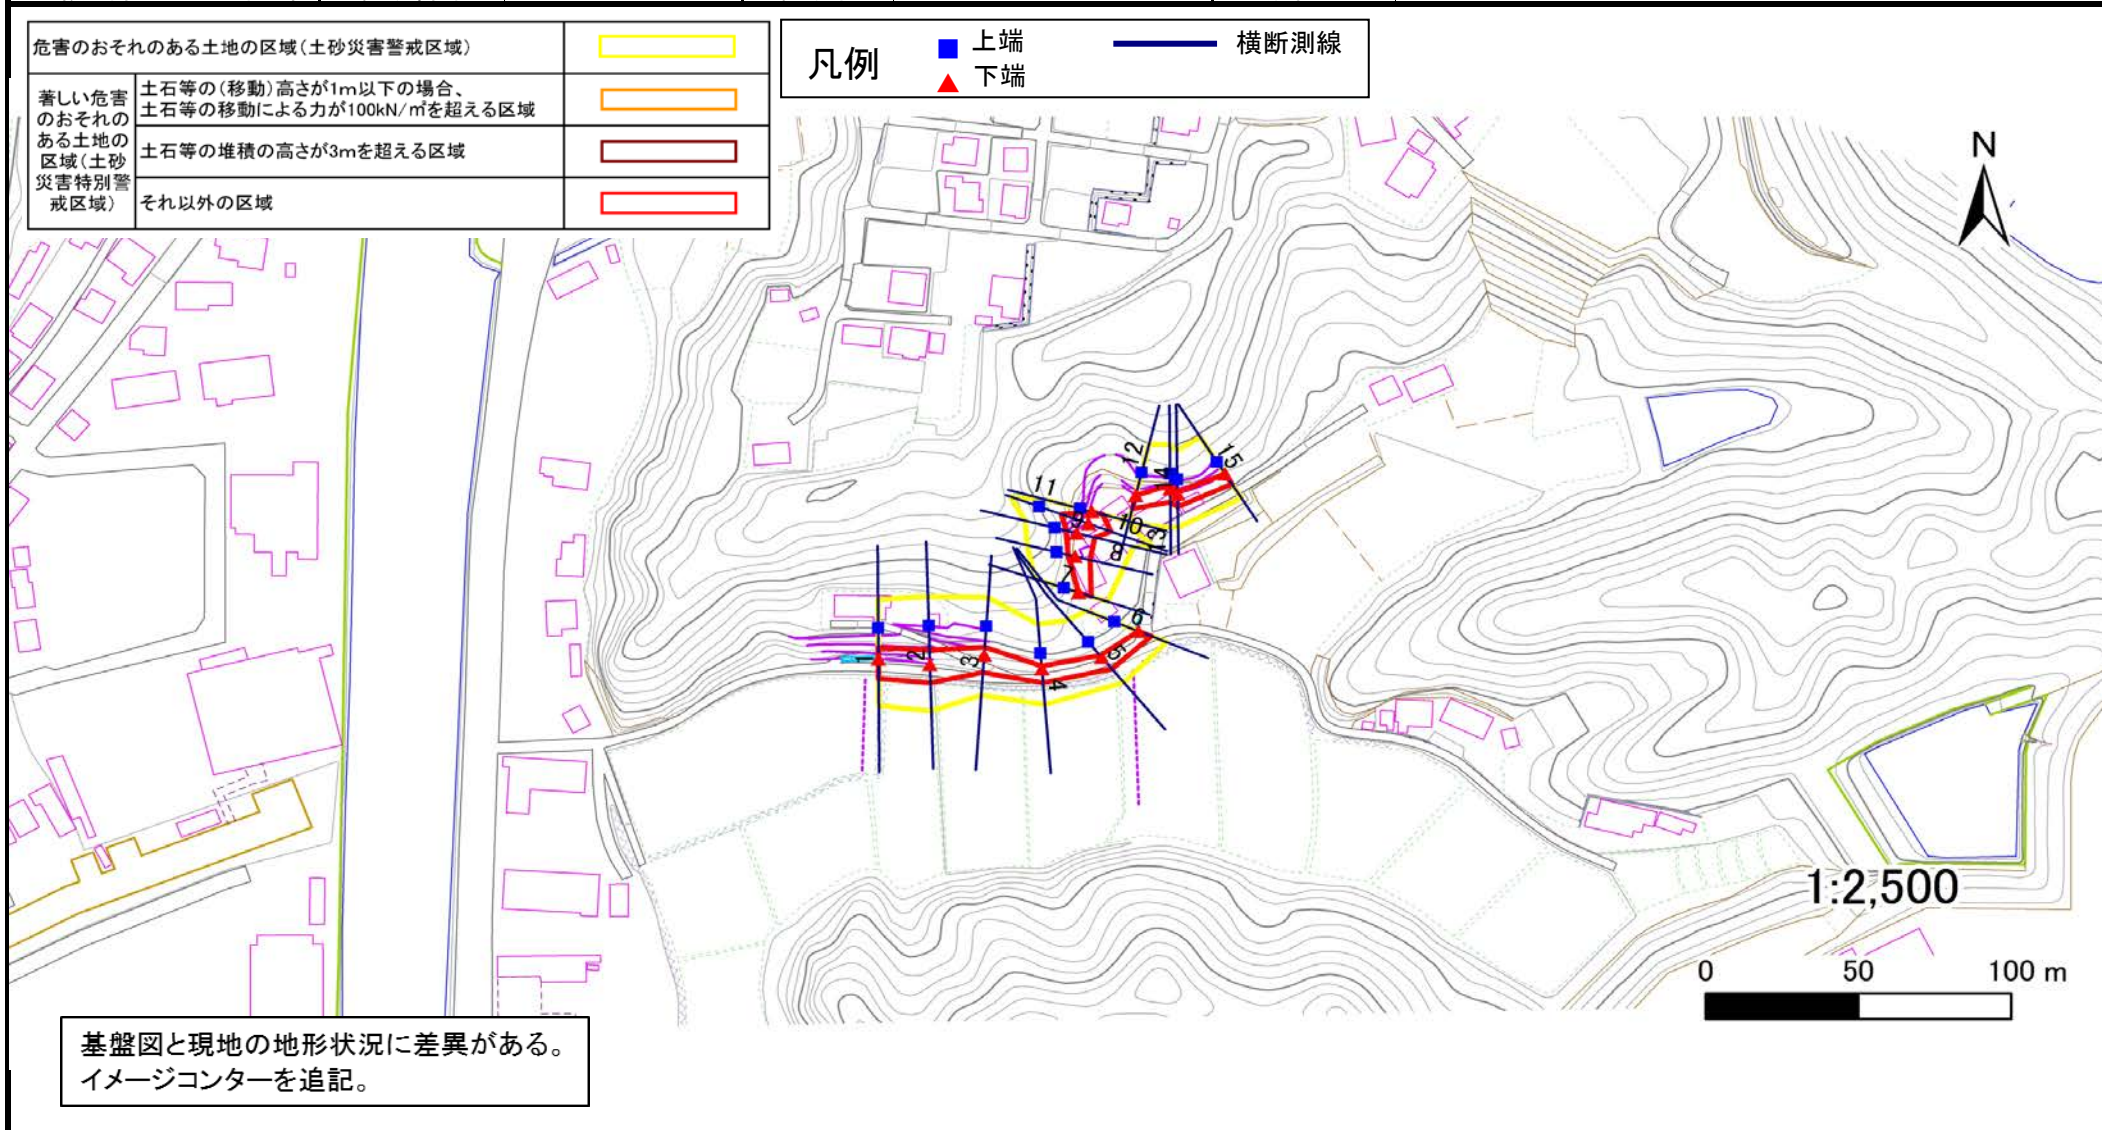 危害のおそれのある土地の区域(土砂災害警戒区域)
著しい危害
のおそれの
ある土地の
区域(土砂
災害特別警
戒区域)
土石等の(移動)高さが1m以下の場合、
土石等の移動による力が100kN/㎡を超える区域
土石等の堆積の高さが3mを超える区域
それ以外の区域
凡例
上端
下端
横断測線
N
12
15
14
11
10
9
8
7
6
1
2
3
4
5
1:2,500
0 50 100 m
基盤図と現地の地形状況に差異がある。
イメージコンターを追記。